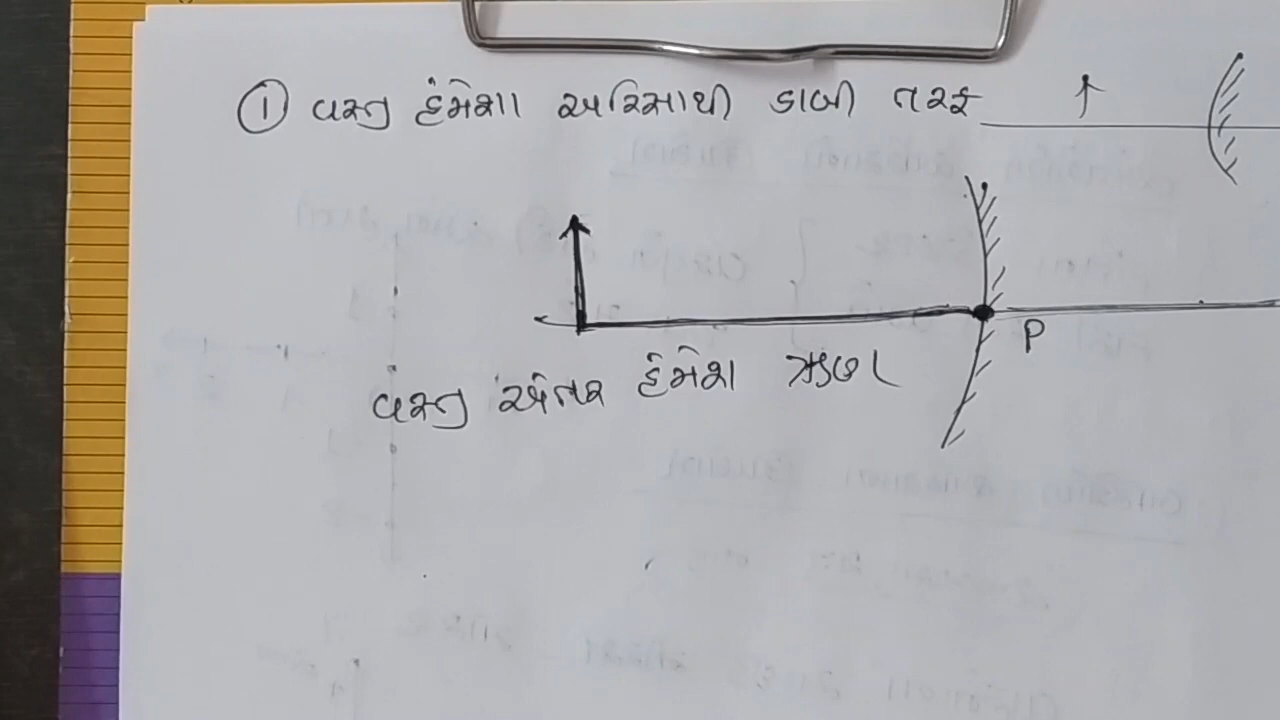 ① વસ્તુ હંમેશા અરિસાથી ડાબી તરફ
P
વસ્તુ અંતર હંમેશા ઋણ